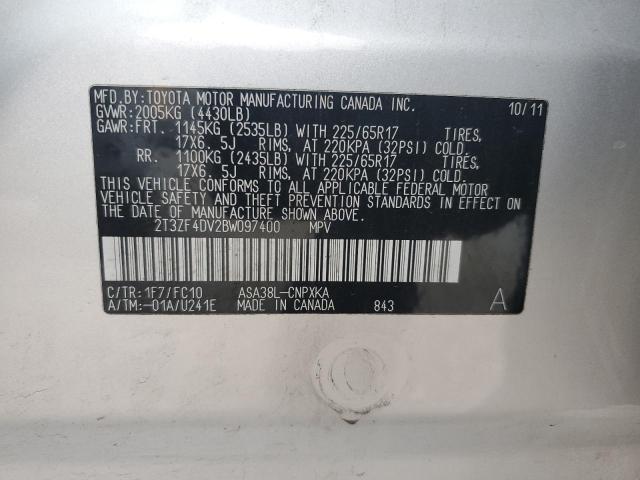 MFD.BY:TOYOTA MOTOR MANUFACTURING CANADA INC. 10/11
GVWR:2005KG (4430LB)
GAWR:FRT. 1145KG (2535LB) WITH 225/65R17 TIRES,
17X6. 5J RIMS, AT 220KPA (32PSI) COLD.
RR. 1100KG (2435LB) WITH 225/65R17 TIRES,
17X6. 5J RIMS, AT 220KPA (32PSI) COLD.
THIS VEHICLE CONFORMS TO ALL APPLICABLE FEDERAL MOTOR
VEHICLE SAFETY AND THEFT PREVENTION STANDARDS IN EFFECT ON
THE DATE OF MANUFACTURE SHOWN ABOVE.
2T3ZF4DV2BW097400 MPV
C/TR:1F7/FC10 ASA38L-CNPXKA
A/TM:-01A/U241E MADE IN CANADA 843 A